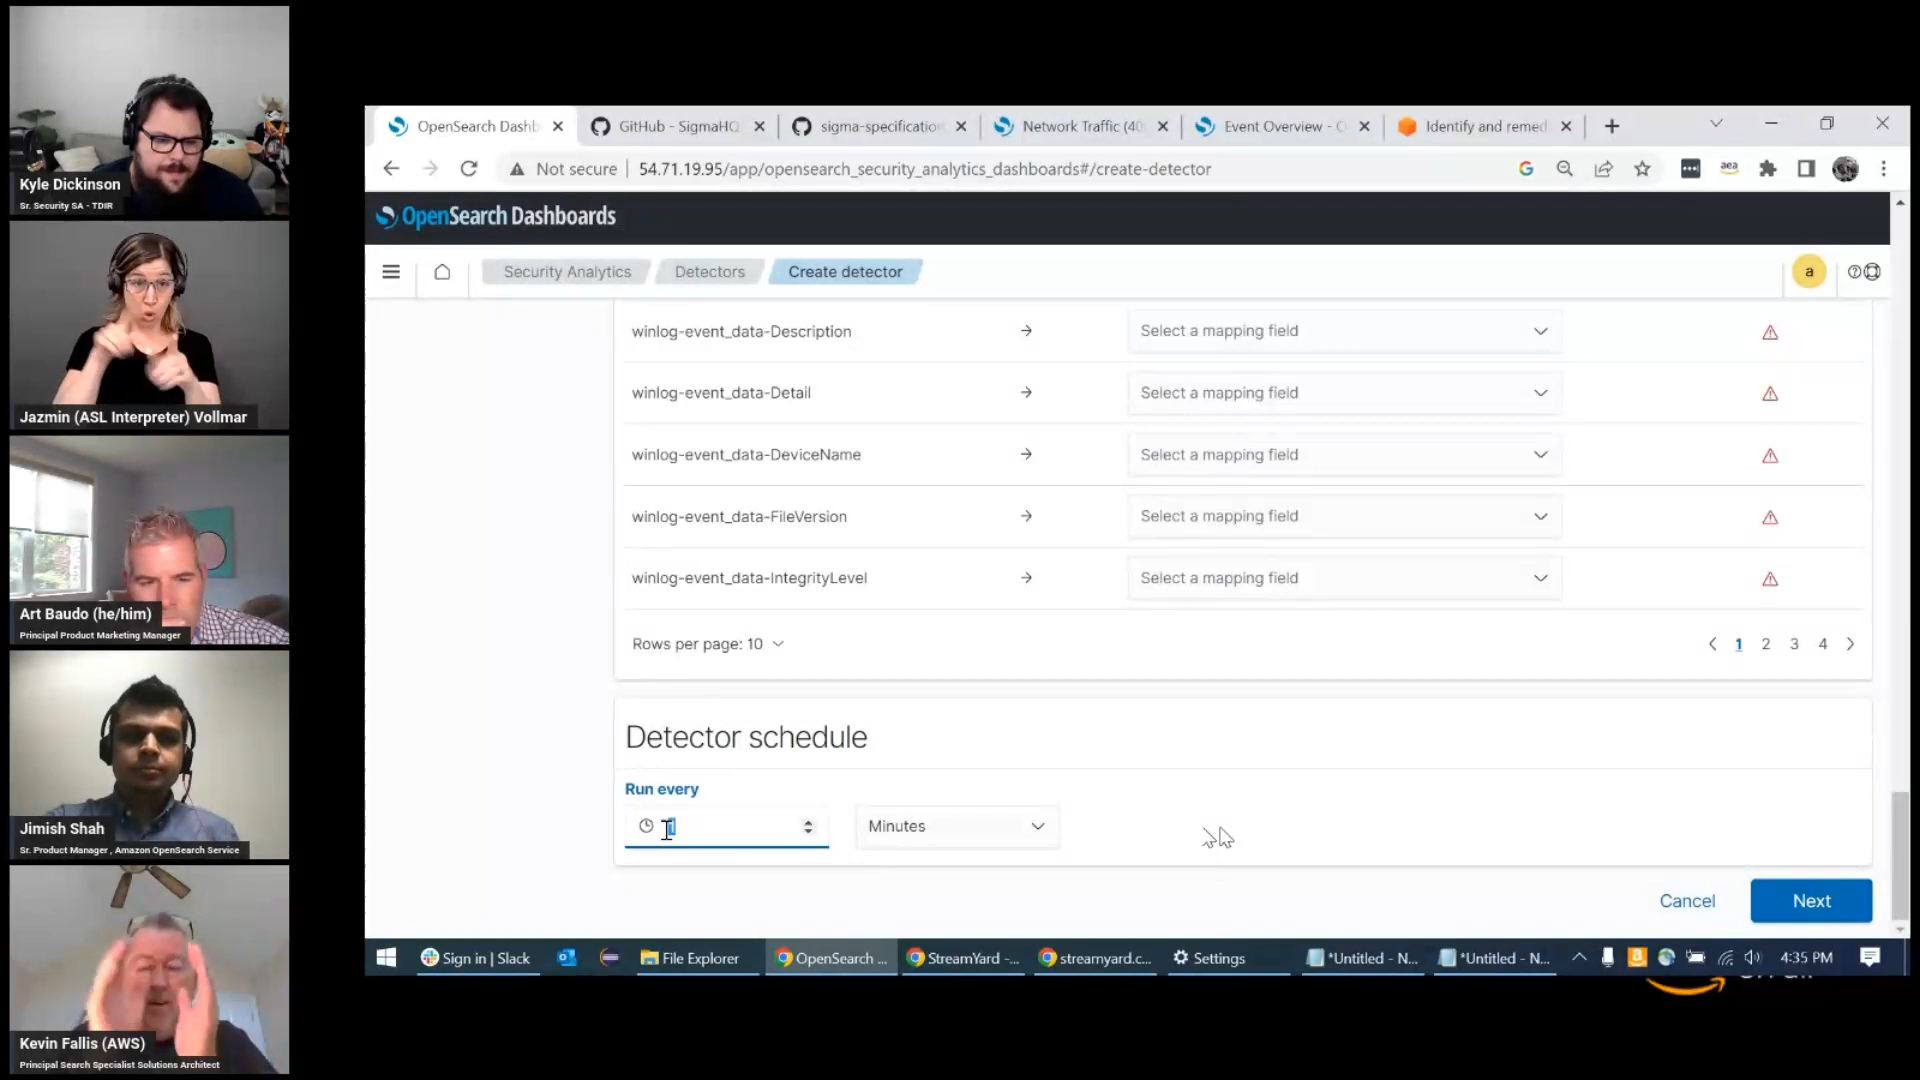 Kyle Dickinson
Sr. Security SA - TDIR
Jazmin (ASL Interpreter) Vollmar
Art Baudo (he/him)
Principal Product Marketing Manager
Jimish Shah
Sr. Product Manager , Amazon OpenSearch Service
Kevin Fallis (AWS)
Principal Search Specialist Solutions Architect
OpenSearch Dashb
GitHub - SigmaHQ
sigma-specification
Network Traffic (40
Event Overview - O
Identify and remed
Not secure
54.71.19.95/app/opensearch_security_analytics_dashboards#/create-detector
aea
OpenSearch Dashboards
Security Analytics
Detectors
Create detector
a
winlog-event_data-Description
Select a mapping field
winlog-event_data-Detail
Select a mapping field
winlog-event_data-DeviceName
Select a mapping field
winlog-event_data-FileVersion
Select a mapping field
winlog-event_data-IntegrityLevel
Select a mapping field
Rows per page: 10
1 2 3 4
Detector schedule
Run every
Minutes
Cancel
Next
Sign in | Slack
File Explorer
OpenSearch ...
StreamYard -...
streamyard.c...
Settings
*Untitled - N...
*Untitled - N...
4:35 PM